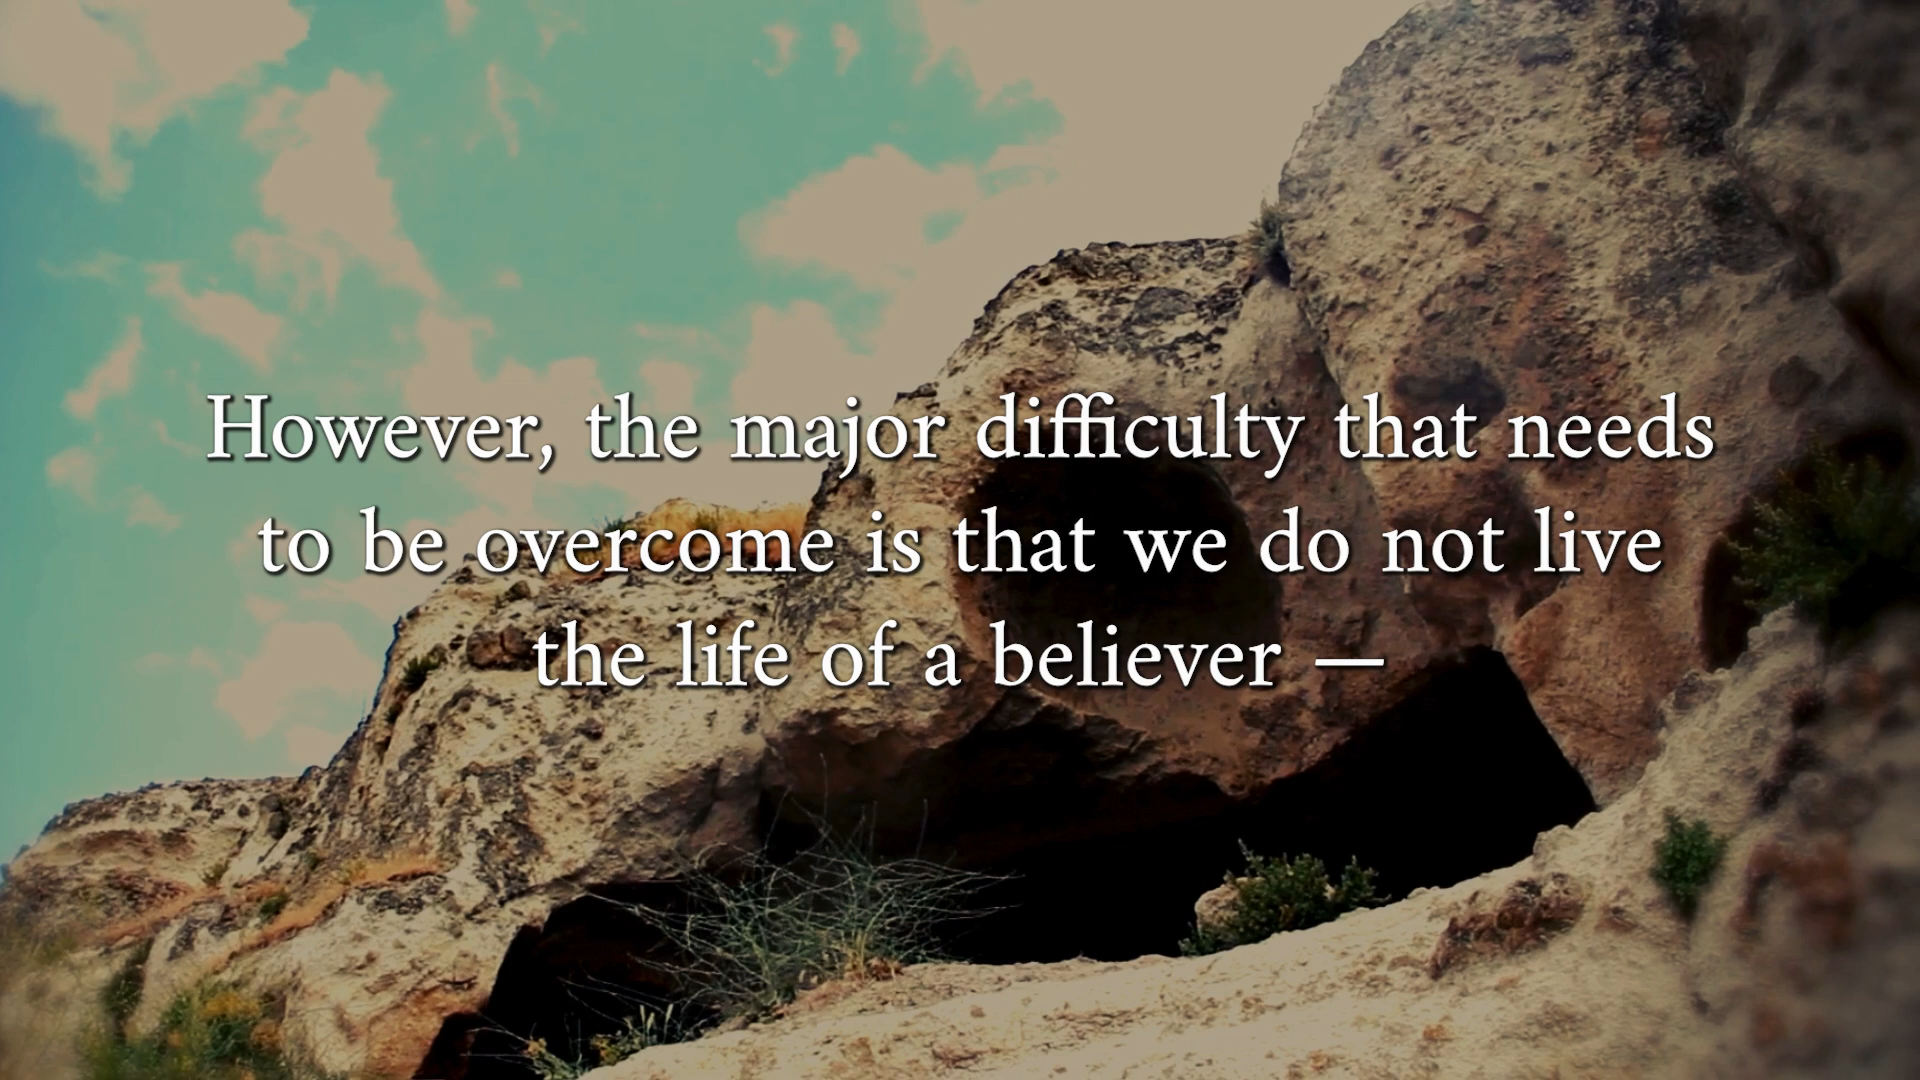 However, the major difficulty that needs
to be overcome is that we do not live
the life of a believer —